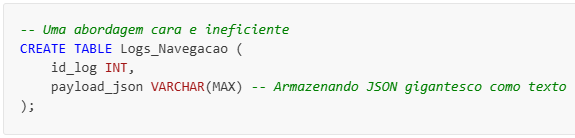 -- Uma abordagem cara e ineficiente
CREATE TABLE Logs_Navegacao (
    id_log INT,
    payload_json VARCHAR(MAX) -- Armazenando JSON gigantesco como texto
);